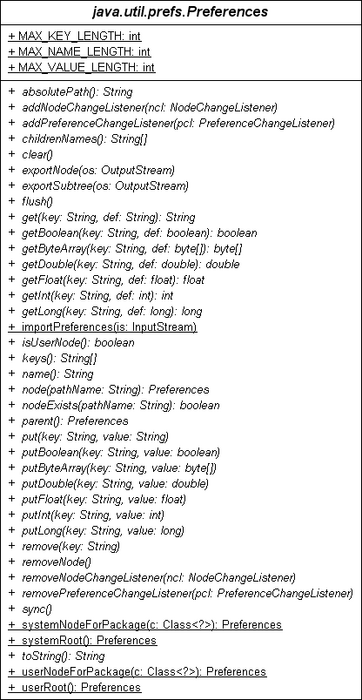 java.util.prefs.Preferences
+ MAX_KEY_LENGTH: int
+ MAX_NAME_LENGTH: int
+ MAX_VALUE_LENGTH: int
+ absolutePath(): String
+ addNodeChangeListener(ncl: NodeChangeListener)
+ addPreferenceChangeListener(pcl: PreferenceChangeListener)
+ childrenNames(): String[]
+ clear()
+ exportNode(os: OutputStream)
+ exportSubtree(os: OutputStream)
+ flush()
+ get(key: String, def: String): String
+ getBoolean(key: String, def: boolean): boolean
+ getByteArray(key: String, def: byte[]): byte[]
+ getDouble(key: String, def: double): double
+ getFloat(key: String, def: float): float
+ getInt(key: String, def: int): int
+ getLong(key: String, def: long): long
+ importPreferences(is: InputStream)
+ isUserNode(): boolean
+ keys(): String[]
+ name(): String
+ node(pathName: String): Preferences
+ nodeExists(pathName: String): boolean
+ parent(): Preferences
+ put(key: String, value: String)
+ putBoolean(key: String, value: boolean)
+ putByteArray(key: String, value: byte[])
+ putDouble(key: String, value: double)
+ putFloat(key: String, value: float)
+ putInt(key: String, value: int)
+ putLong(key: String, value: long)
+ remove(key: String)
+ removeNode()
+ removeNodeChangeListener(ncl: NodeChangeListener)
+ removePreferenceChangeListener(pcl: PreferenceChangeListener)
+ sync()
+ systemNodeForPackage(c: Class<?>): Preferences
+ systemRoot(): Preferences
+ toString(): String
+ userNodeForPackage(c: Class<?>): Preferences
+ userRoot(): Preferences